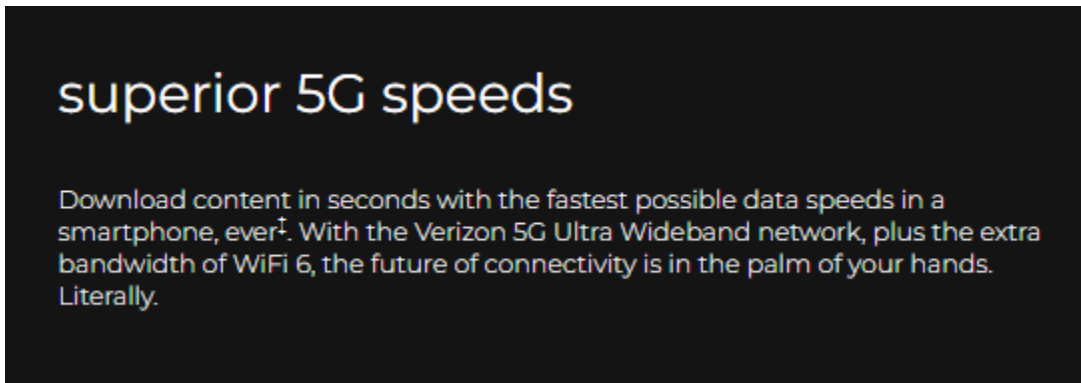 superior 5G speeds
Download content in seconds with the fastest possible data speeds in a
smartphone, ever‡. With the Verizon 5G Ultra Wideband network, plus the extra
bandwidth of WiFi 6, the future of connectivity is in the palm of your hands.
Literally.